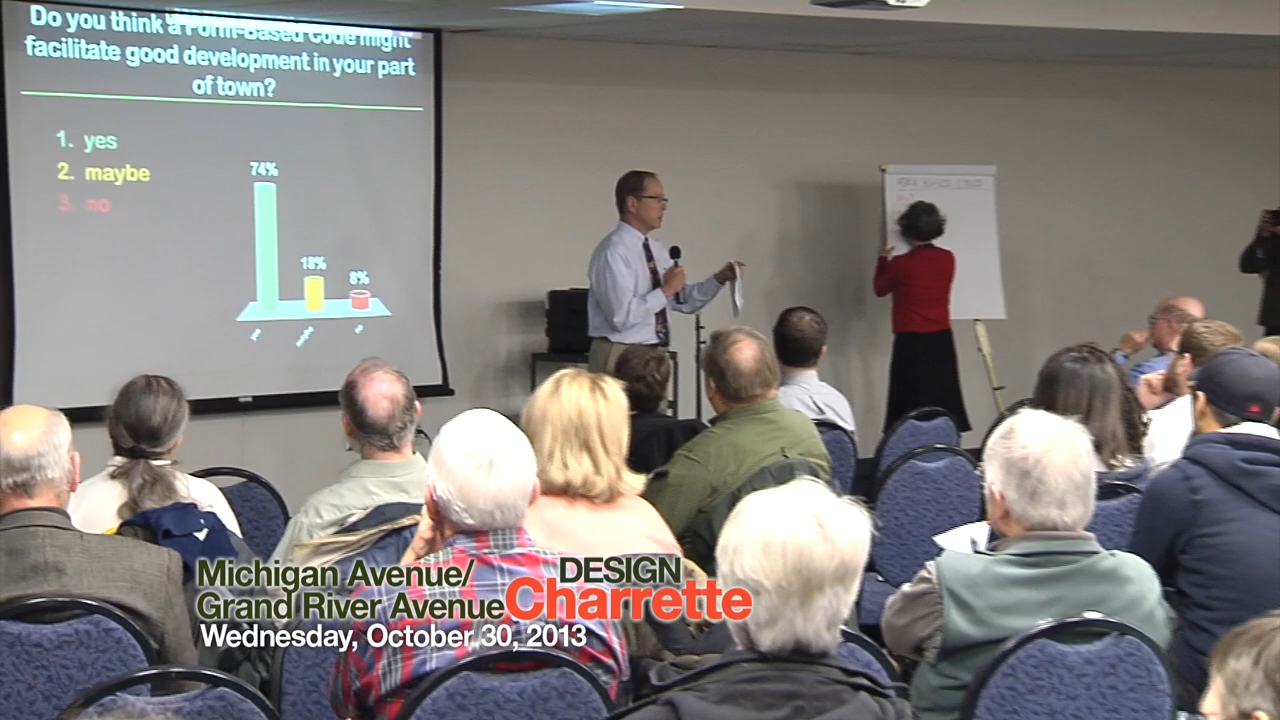 Do you think a Form-Based Code might
facilitate good development in your part
of town?
1. yes
2. maybe
3. no
74%
18%
8%
Michigan Avenue/
Grand River Avenue
DESIGN
Charrette
Wednesday, October 30, 2013